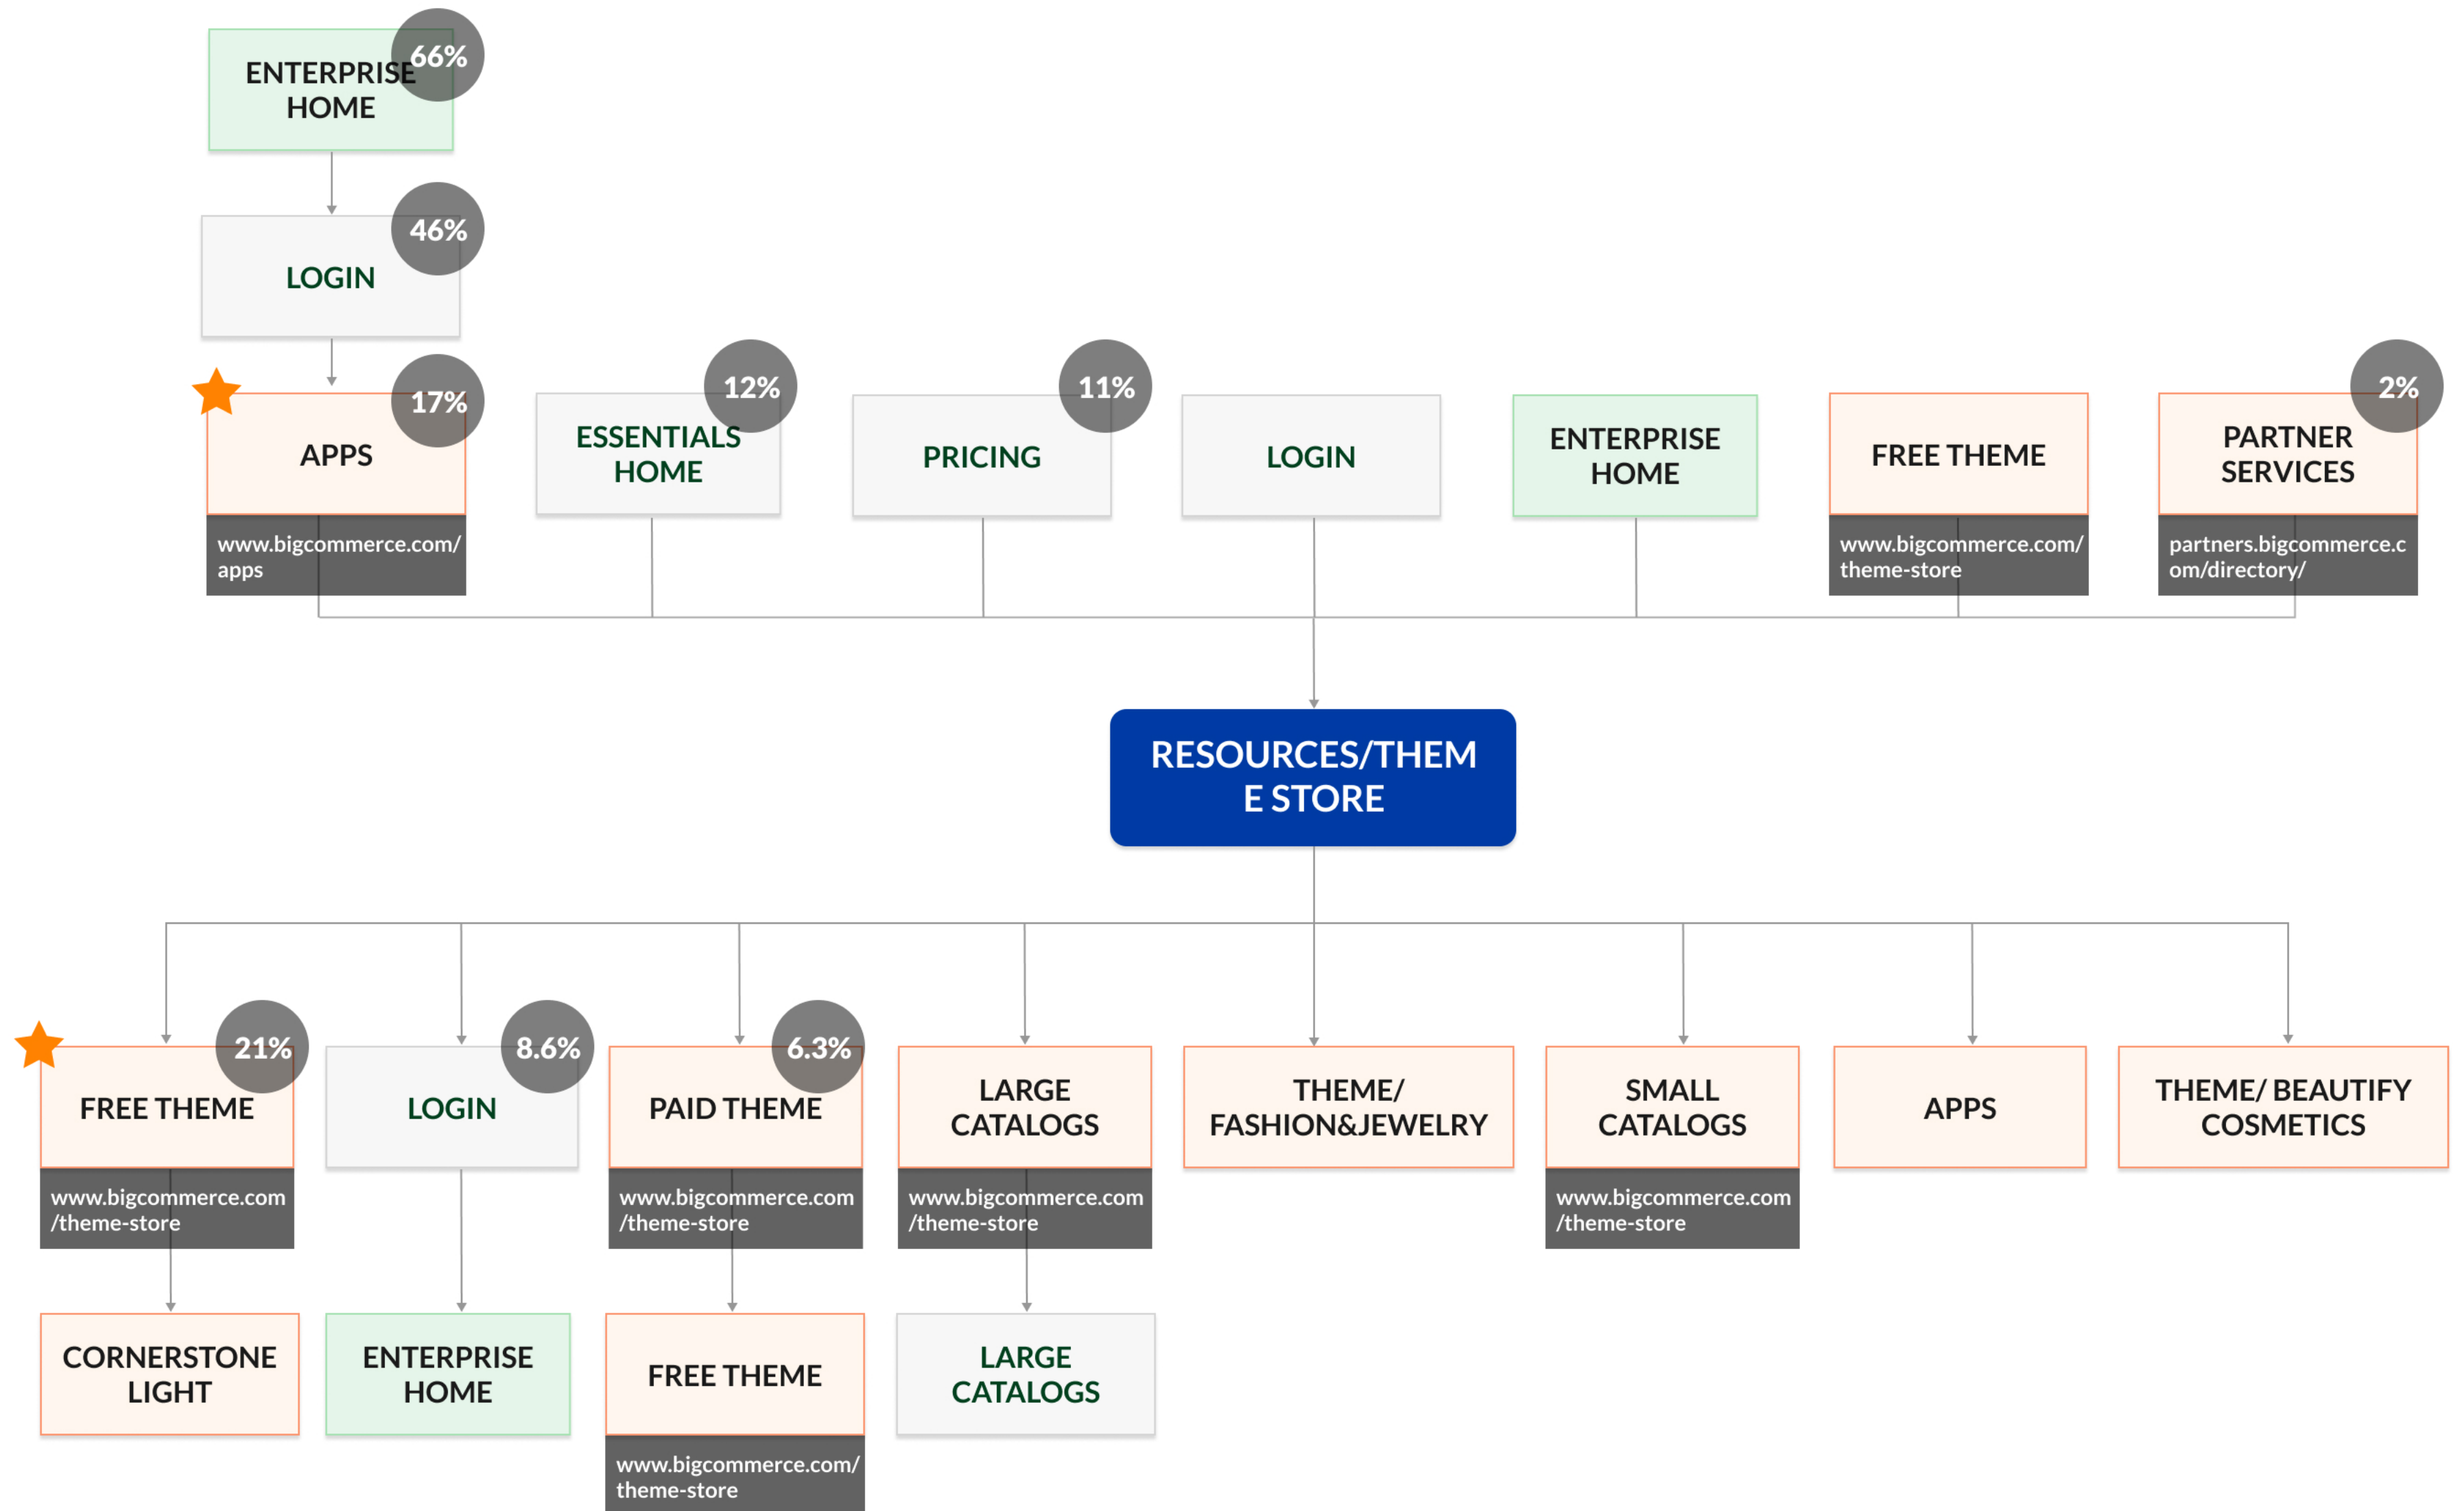 66%
ENTERPRISE
HOME
46%
LOGIN
17%
APPS
www.bigcommerce.com/
apps
12%
ESSENTIALS
HOME
11%
PRICING
LOGIN
ENTERPRISE
HOME
FREE THEME
www.bigcommerce.com/
theme-store
2%
PARTNER
SERVICES
partners.bigcommerce.c
om/directory/
RESOURCES/THEM
E STORE
21%
FREE THEME
www.bigcommerce.com
/theme-store
8.6%
LOGIN
6.3%
PAID THEME
www.bigcommerce.com
/theme-store
LARGE
CATALOGS
www.bigcommerce.com
/theme-store
THEME/
FASHION&JEWELRY
SMALL
CATALOGS
www.bigcommerce.com
/theme-store
APPS
THEME/ BEAUTIFY
COSMETICS
CORNERSTONE
LIGHT
ENTERPRISE
HOME
FREE THEME
www.bigcommerce.com/
theme-store
LARGE
CATALOGS